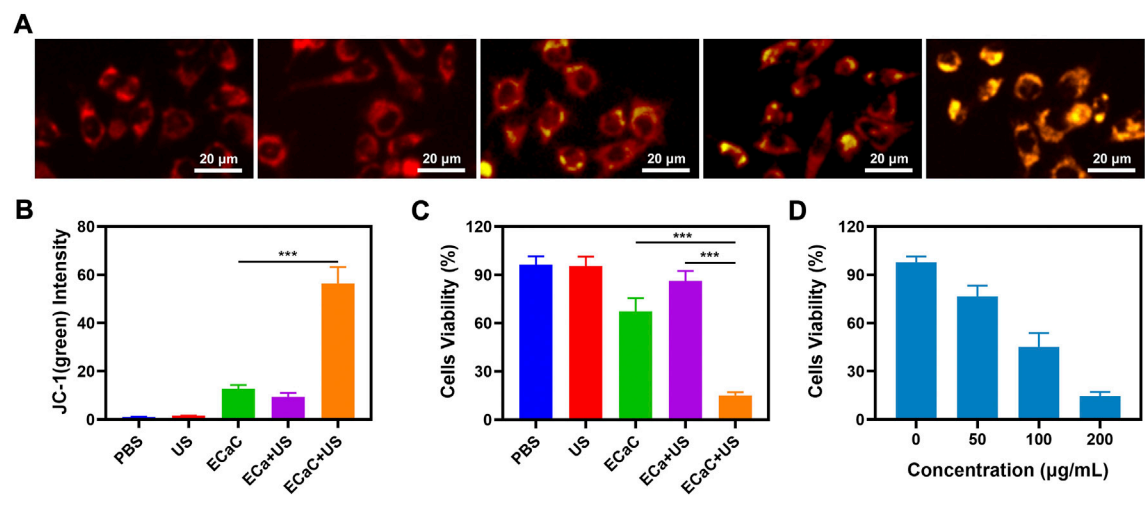 A
20 µm
20 µm
20 µm
20 µm
20 µm
B
JC-1(green) Intensity
80
60
40
20
0
***
PBS
US
ECaC
ECa+US
ECaC+US
C
Cells Viability (%)
120
90
60
30
0
***
***
PBS
US
ECaC
ECa+US
ECaC+US
D
Cells Viability (%)
120
90
60
30
0
0
50
100
200
Concentration (µg/mL)